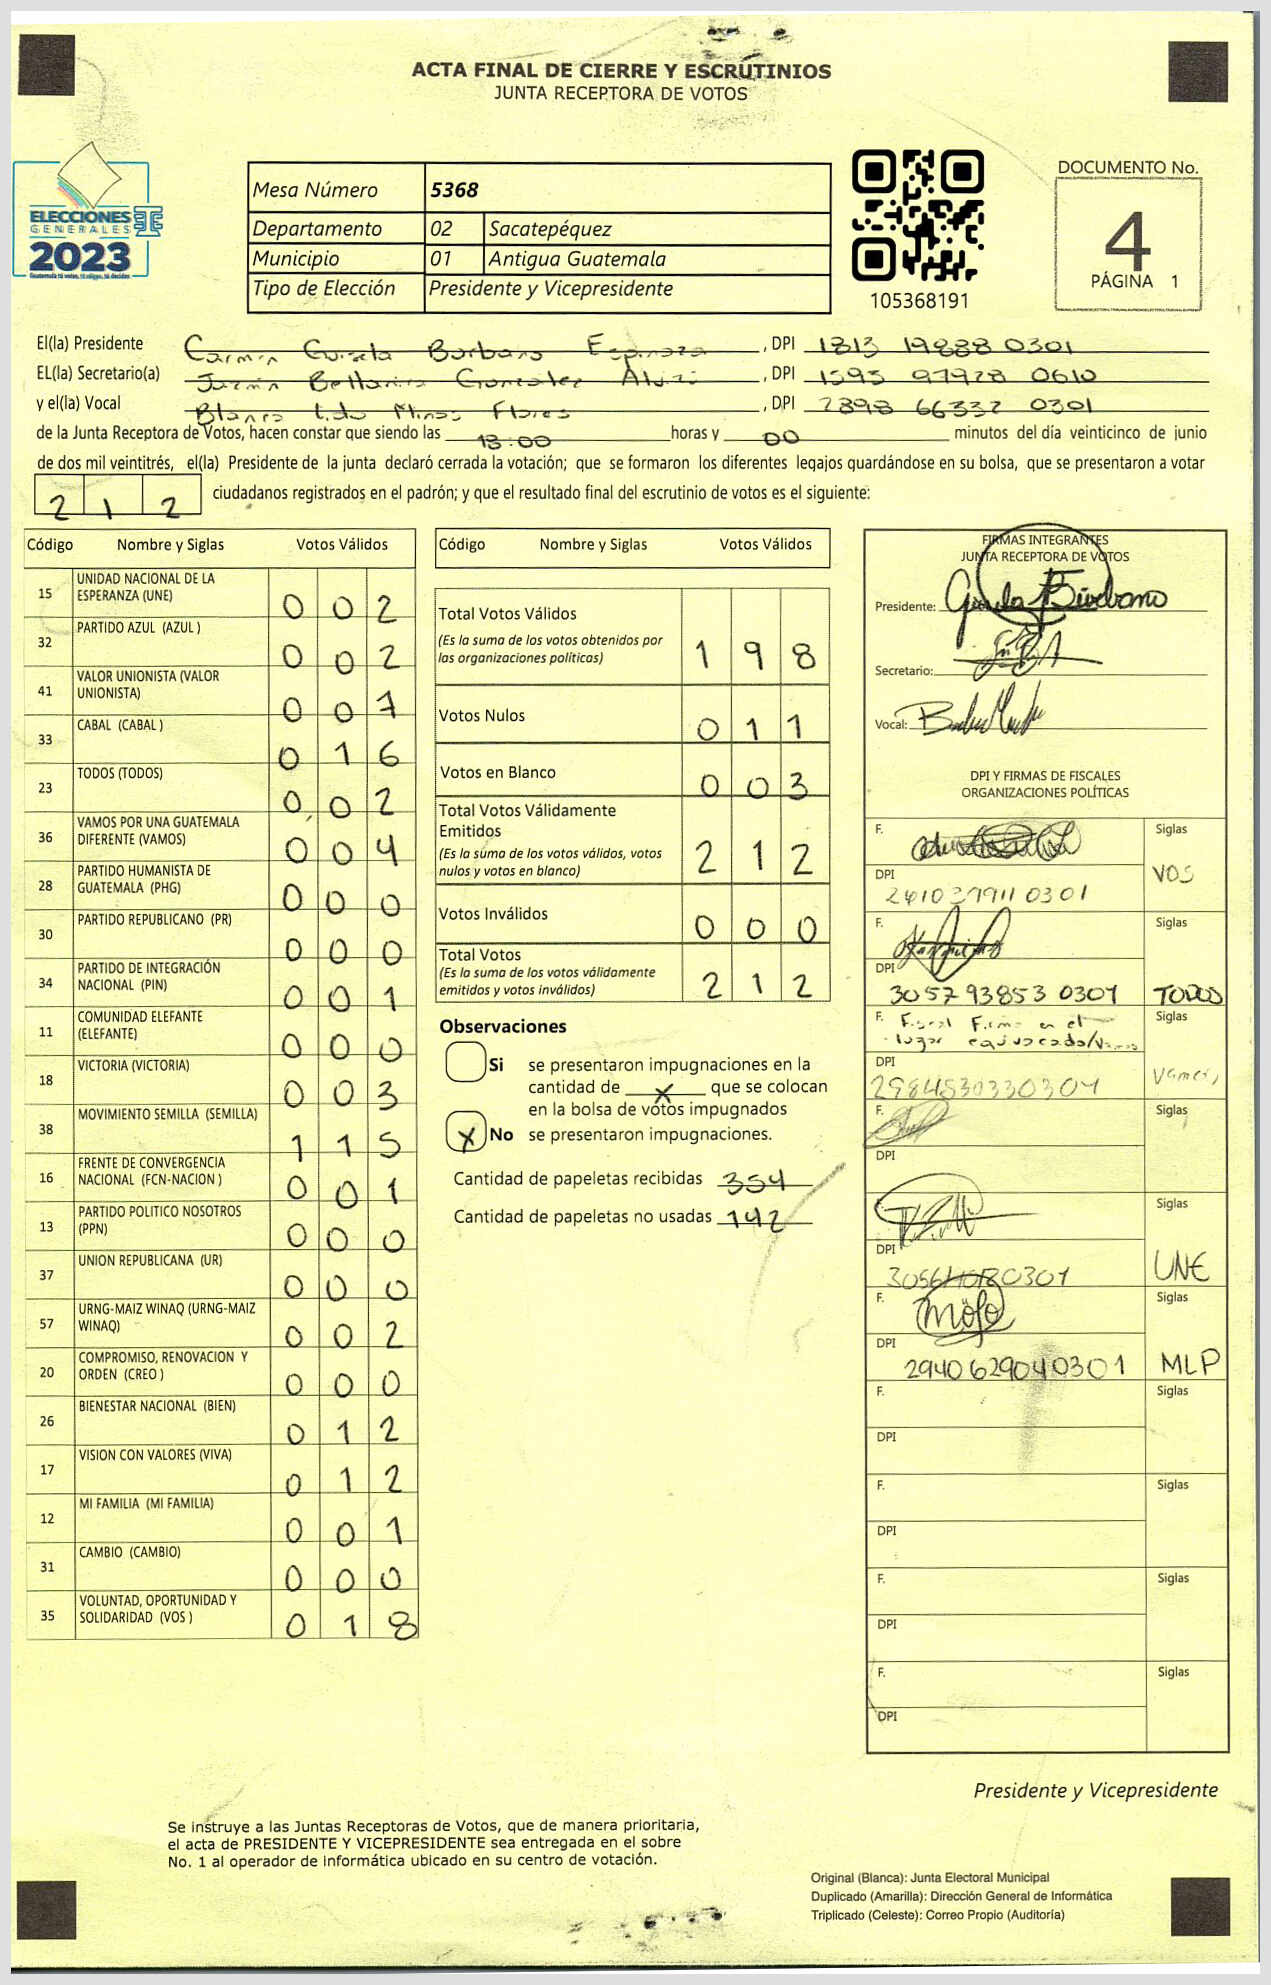 ACTA FINAL DE CIERRE Y ESCRUTINIOS
JUNTA RECEPTORA DE VOTOS
ELECCIONES
GENERALES
2023
Guatemala tú votas, tú eliges, tú decides
Mesa Número 5368
Departamento 02 Sacatepéquez
Municipio 01 Antigua Guatemala
Tipo de Elección Presidente y Vicepresidente
105368191
DOCUMENTO No.
4
PÁGINA 1
El(la) Presidente Carmen Guisela Borbano Espinoza, DPI 1813 19888 0301
EL(la) Secretario(a) Gonzalez, DPI 1593 97928 0610
y el(la) Vocal Blanca Lida Flores, DPI 2898 66332 0301
de la Junta Receptora de Votos, hacen constar que siendo las 18:00 horas y 00 minutos del día veinticinco de junio
de dos mil veintitrés, el(la) Presidente de la junta declaró cerrada la votación; que se formaron los diferentes legajos guardándose en su bolsa, que se presentaron a votar
2 1 2 ciudadanos registrados en el padrón; y que el resultado final del escrutinio de votos es el siguiente:
Código Nombre y Siglas Votos Válidos
15 UNIDAD NACIONAL DE LA ESPERANZA (UNE) 0 0 2
32 PARTIDO AZUL (AZUL ) 0 0 2
41 VALOR UNIONISTA (VALOR UNIONISTA) 0 0 7
33 CABAL (CABAL ) 0 1 6
23 TODOS (TODOS) 0 0 2
36 VAMOS POR UNA GUATEMALA DIFERENTE (VAMOS) 0 0 4
28 PARTIDO HUMANISTA DE GUATEMALA (PHG) 0 0 0
30 PARTIDO REPUBLICANO (PR) 0 0 0
34 PARTIDO DE INTEGRACIÓN NACIONAL (PIN) 0 0 1
11 COMUNIDAD ELEFANTE (ELEFANTE) 0 0 0
18 VICTORIA (VICTORIA) 0 0 3
38 MOVIMIENTO SEMILLA (SEMILLA) 1 1 5
16 FRENTE DE CONVERGENCIA NACIONAL (FCN-NACION ) 0 0 1
13 PARTIDO POLITICO NOSOTROS (PPN) 0 0 0
37 UNION REPUBLICANA (UR) 0 0 0
57 URNG-MAIZ WINAQ (URNG-MAIZ WINAQ) 0 0 2
20 COMPROMISO, RENOVACION Y ORDEN (CREO ) 0 0 0
26 BIENESTAR NACIONAL (BIEN) 0 1 2
17 VISION CON VALORES (VIVA) 0 1 2
12 MI FAMILIA (MI FAMILIA) 0 0 1
31 CAMBIO (CAMBIO) 0 0 0
35 VOLUNTAD, OPORTUNIDAD Y SOLIDARIDAD (VOS ) 0 1 8
Código Nombre y Siglas Votos Válidos
Total Votos Válidos 1 9 8
(Es la suma de los votos obtenidos por
las organizaciones políticas)
Votos Nulos 0 1 1
Votos en Blanco 0 0 3
Total Votos Válidamente
Emitidos 2 1 2
(Es la suma de los votos válidos, votos
nulos y votos en blanco)
Votos Inválidos 0 0 0
Total Votos 2 1 2
(Es la suma de los votos válidamente
emitidos y votos inválidos)
Observaciones
Si se presentaron impugnaciones en la
cantidad de X que se colocan
en la bolsa de votos impugnados
X No se presentaron impugnaciones.
Cantidad de papeletas recibidas 354
Cantidad de papeletas no usadas 142
FIRMAS INTEGRANTES
JUNTA RECEPTORA DE VOTOS
Presidente:
Secretario:
Vocal:
DPI Y FIRMAS DE FISCALES
ORGANIZACIONES POLÍTICAS
F. Siglas
DPI VOS
F. Siglas
DPI 3057 93853 0301 TODOS
F. Fiscal Firmo en el Siglas
lugar equivocado/Vamos
DPI 2984530330301 Vamos
F. Siglas
DPI
Siglas
DPI UNE
F. Siglas
DPI 2940629040301 MLP
F. Siglas
DPI
F. Siglas
DPI
F. Siglas
DPI
F. Siglas
DPI
Presidente y Vicepresidente
Se instruye a las Juntas Receptoras de Votos, que de manera prioritaria,
el acta de PRESIDENTE Y VICEPRESIDENTE sea entregada en el sobre
No. 1 al operador de informática ubicado en su centro de votación.
Original (Blanca): Junta Electoral Municipal
Duplicado (Amarilla): Dirección General de Informática
Triplicado (Celeste): Correo Propio (Auditoría)